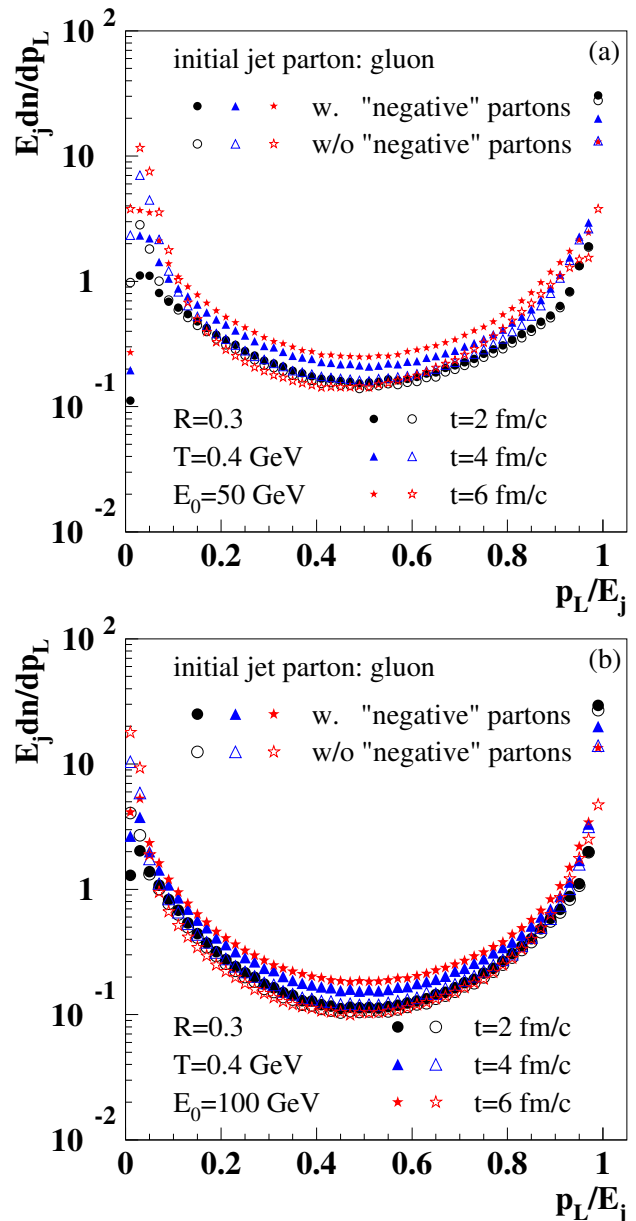 (a)
initial jet parton: gluon
w. "negative" partons
w/o "negative" partons
E_j dn/dp_L
10^2
10
1
10^-1
10^-2
R=0.3
t=2 fm/c
T=0.4 GeV
t=4 fm/c
E_0=50 GeV
t=6 fm/c
0 0.2 0.4 0.6 0.8 1
p_L/E_j
(b)
initial jet parton: gluon
w. "negative" partons
w/o "negative" partons
E_j dn/dp_L
10^2
10
1
10^-1
10^-2
R=0.3
t=2 fm/c
T=0.4 GeV
t=4 fm/c
E_0=100 GeV
t=6 fm/c
0 0.2 0.4 0.6 0.8 1
p_L/E_j